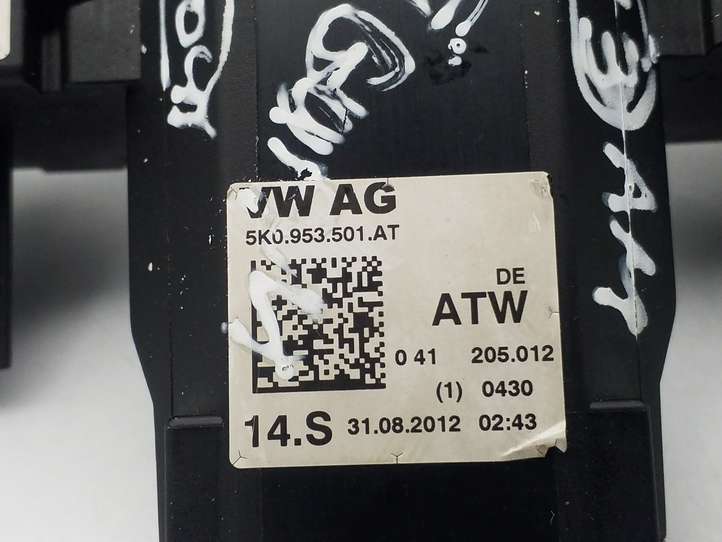 VW AG
5K0.953.501.AT
DE
ATW
0 41 205.012
(1) 0430
14.S 31.08.2012 02:43